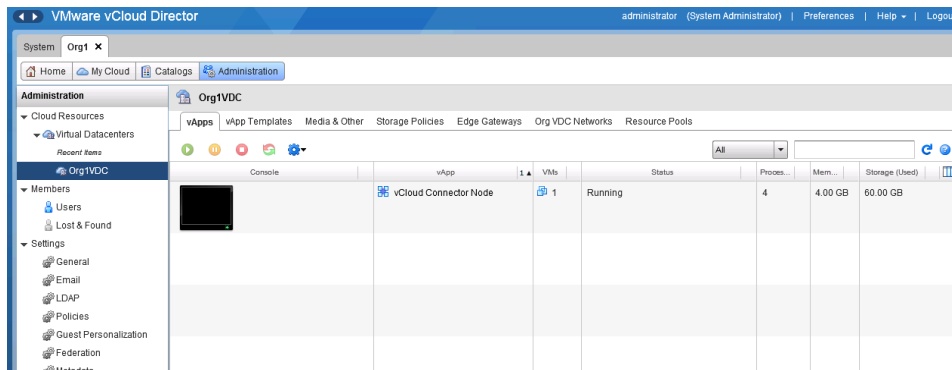 VMware vCloud Director
administrator (System Administrator) | Preferences | Help | Logou
System Org1 ×
Home My Cloud Catalogs Administration
Administration
Cloud Resources
Virtual Datacenters
Recent Items
Org1VDC
Members
Users
Lost & Found
Settings
General
Email
LDAP
Policies
Guest Personalization
Federation
Metadata
Org1VDC
vApps vApp Templates Media & Other Storage Policies Edge Gateways Org VDC Networks Resource Pools
All
Console vApp 1 VMs Status Proces... Mem... Storage (Used)
vCloud Connector Node 1 Running 4 4.00 GB 60.00 GB